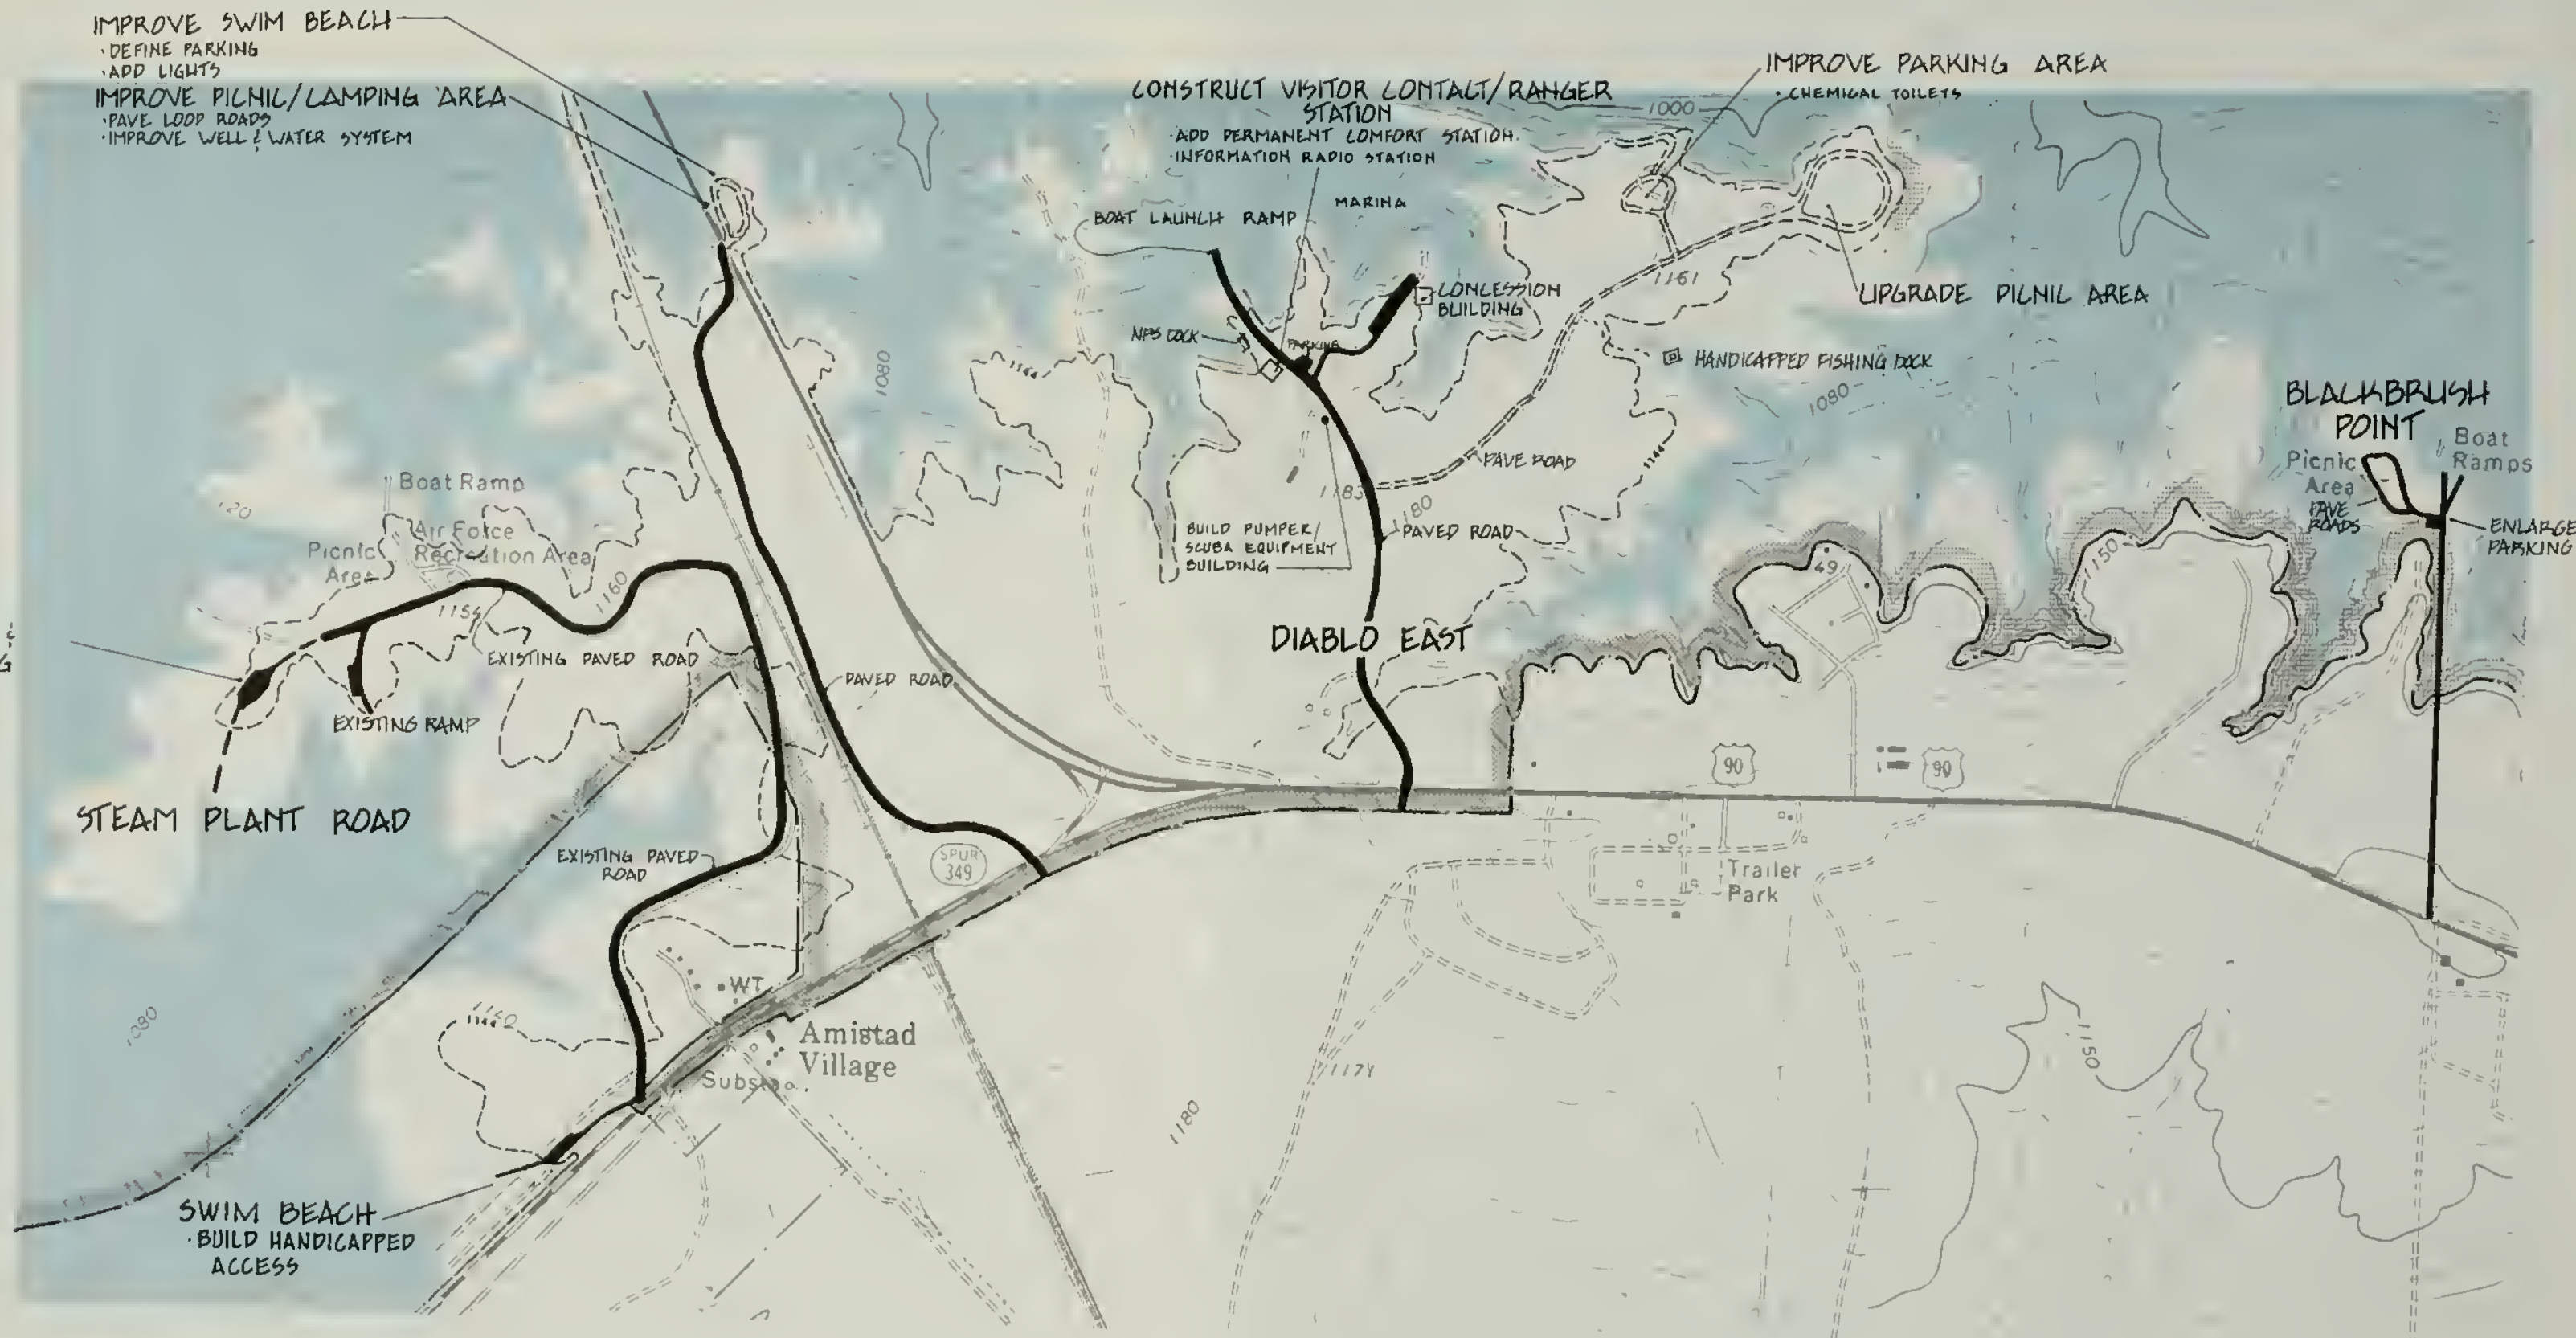 IMPROVE SWIM BEACH
·DEFINE PARKING
·ADD LIGHTS
IMPROVE PICNIC/CAMPING AREA
·PAVE LOOP ROADS
·IMPROVE WELL & WATER SYSTEM
CONSTRUCT VISITOR CONTACT/RANGER
STATION
·ADD PERMANENT COMFORT STATION
·INFORMATION RADIO STATION
IMPROVE PARKING AREA
·CHEMICAL TOILETS
1000
BOAT LAUNCH RAMP
MARINA
CONCESSION
BUILDING
NPS DOCK
PARKING
1161
UPGRADE PICNIC AREA
HANDICAPPED FISHING DOCK
1080
1080
1144
1144
BLACKBRUSH
POINT
Picnic
Area
PAVE
ROADS
Boat
Ramps
ENLARGE
PARKING
PAVE ROAD
1183
1180
PAVED ROAD
BUILD PUMPER/
SCUBA EQUIPMENT
BUILDING
Boat Ramp
Air Force
Recreation Area
Picnic
Area
1160
EXISTING PAVED ROAD
PAVED ROAD
EXISTING RAMP
STEAM PLANT ROAD
DIABLO EAST
49
1150
90
90
EXISTING PAVED
ROAD
SPUR
349
Trailer
Park
WT
Amistad
Village
1080
1174
1180
1150
SWIM BEACH
·BUILD HANDICAPPED
ACCESS